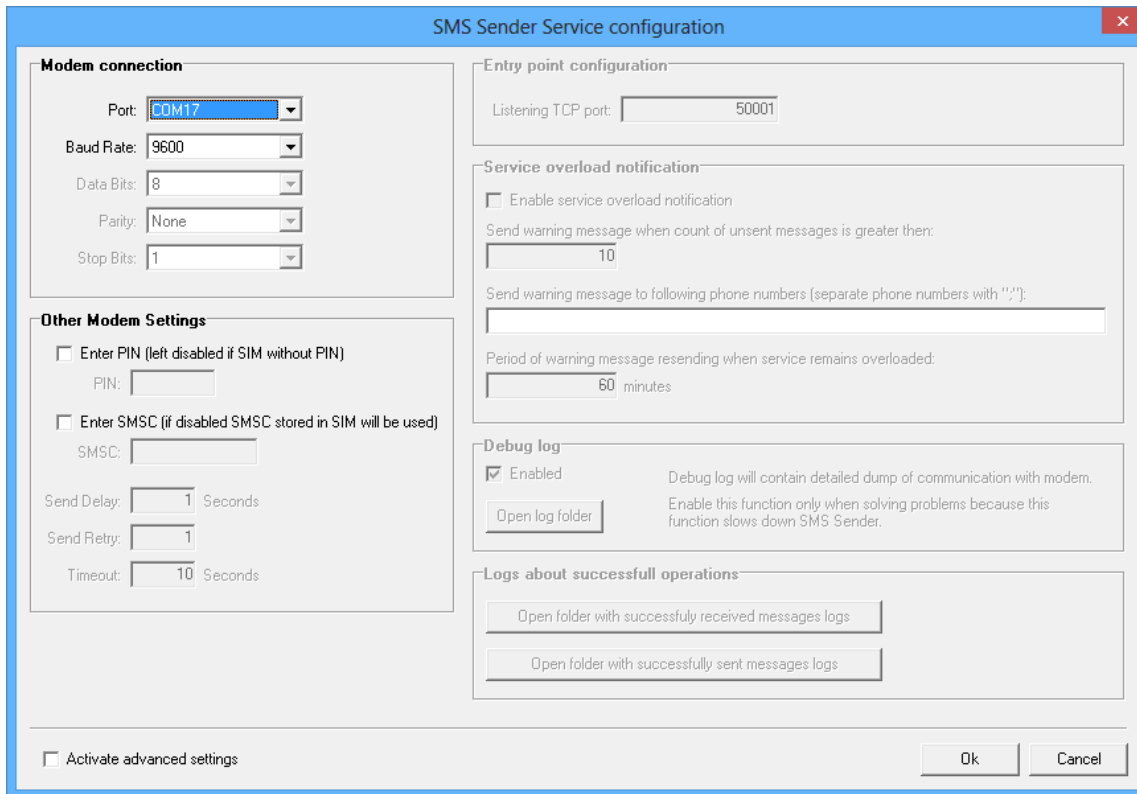 SMS Sender Service configuration
Modem connection
Port: COM17
Baud Rate: 9600
Data Bits: 8
Parity: None
Stop Bits: 1
Other Modem Settings
Enter PIN (left disabled if SIM without PIN)
PIN:
Enter SMSC (if disabled SMSC stored in SIM will be used)
SMSC:
Send Delay: 1 Seconds
Send Retry: 1
Timeout: 10 Seconds
Entry point configuration
Listening TCP port: 50001
Service overload notification
Enable service overload notification
Send warning message when count of unsent messages is greater then:
10
Send warning message to following phone numbers (separate phone numbers with ";"):
Period of warning message resending when service remains overloaded:
60 minutes
Debug log
Enabled
Debug log will contain detailed dump of communication with modem.
Open log folder
Enable this function only when solving problems because this
function slows down SMS Sender.
Logs about successfull operations
Open folder with successfuly received messages logs
Open folder with successfully sent messages logs
Activate advanced settings
Ok
Cancel